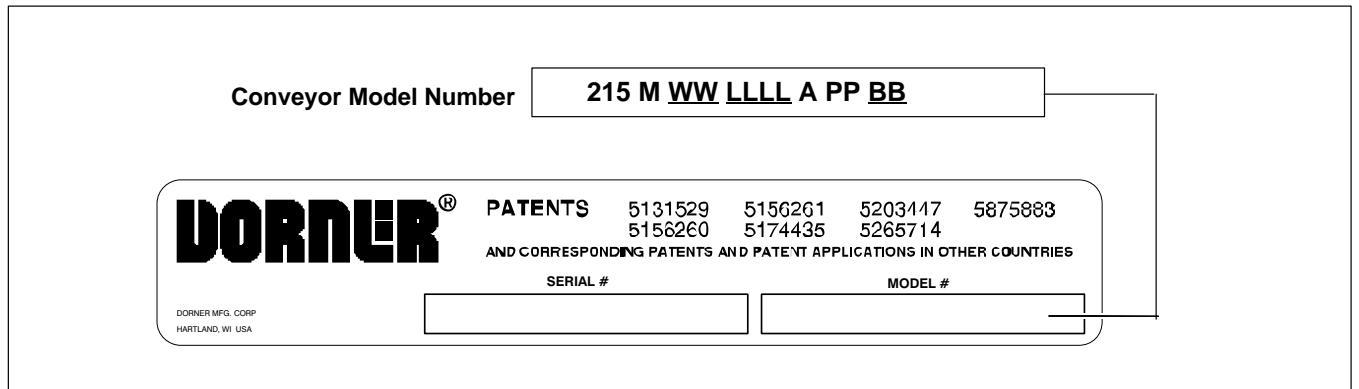 Conveyor Model Number 215 M WW LLLL A PP BB
DORNER®
PATENTS 5131529 5156261 5203447 5875883
5156260 5174435 5265714
AND CORRESPONDING PATENTS AND PATENT APPLICATIONS IN OTHER COUNTRIES
SERIAL # MODEL #
DORNER MFG. CORP
HARTLAND, WI USA